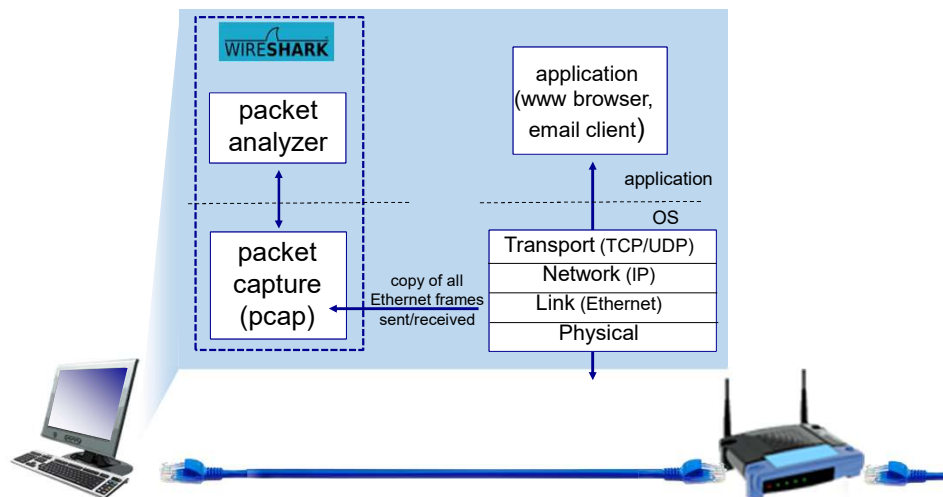 WIRESHARK
packet
analyzer
packet
capture
(pcap)
copy of all
Ethernet frames
sent/received
application
(www browser,
email client)
application
OS
Transport (TCP/UDP)
Network (IP)
Link (Ethernet)
Physical